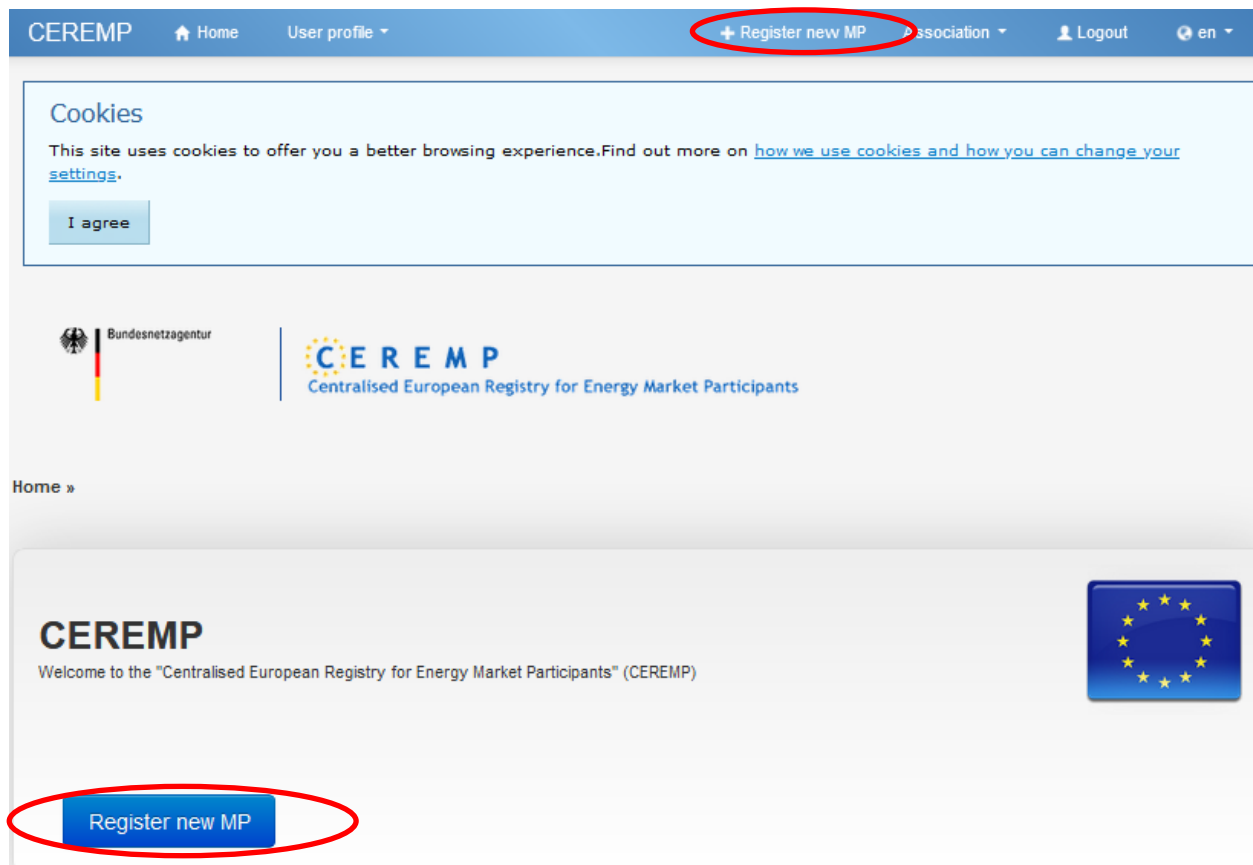 CEREMP Home User profile + Register new MP Association Logout en
Cookies
This site uses cookies to offer you a better browsing experience.Find out more on how we use cookies and how you can change your
settings.
I agree
Bundesnetzagentur
CEREMP
Centralised European Registry for Energy Market Participants
Home »
CEREMP
Welcome to the "Centralised European Registry for Energy Market Participants" (CEREMP)
Register new MP